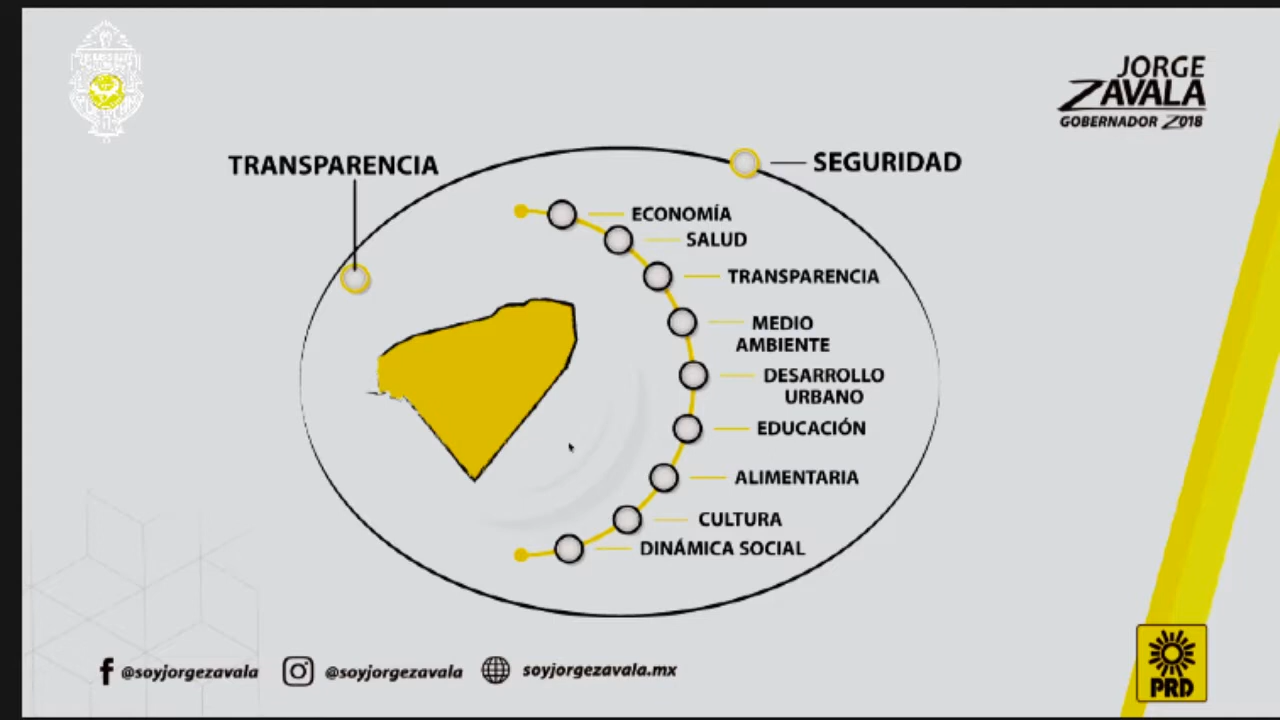 JORGE
ZAVALA
GOBERNADOR 2018
TRANSPARENCIA
SEGURIDAD
ECONOMÍA
SALUD
TRANSPARENCIA
MEDIO
AMBIENTE
DESARROLLO
URBANO
EDUCACIÓN
ALIMENTARIA
CULTURA
DINÁMICA SOCIAL
@soyjorgezavala
@soyjorgezavala
soyjorgezavala.mx
PRD